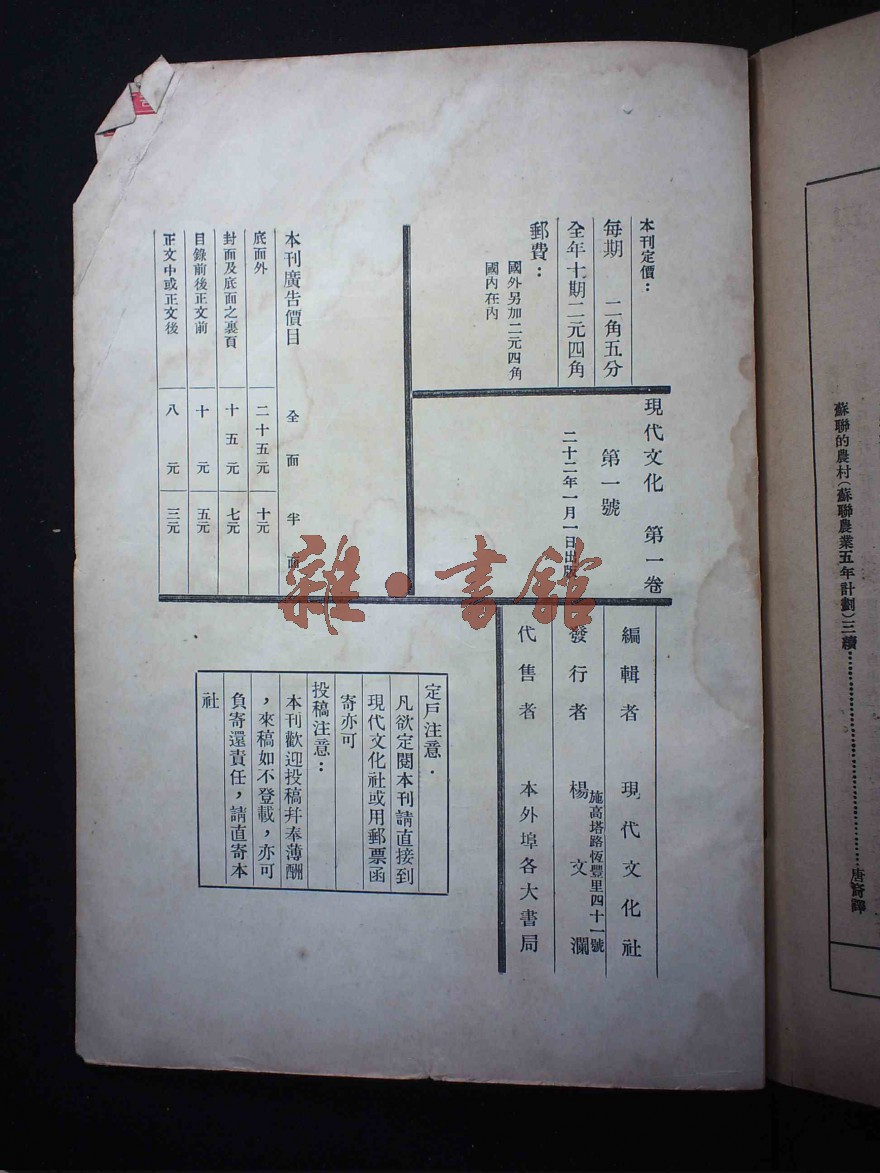 本刊定價：
每期　二角五分
全年十期二元四角
郵費：
國外另加二元四角
國內在內
現代文化　第一卷
第一號
二十二年一月一日出版
編輯者　現代文化社
施高塔路恆豐里四十一號
發行者　楊文瀾
代售者　本外埠各大書局
本刊廣告價目　全面　半面
底面外　二十五元　十元
封面及底面之裏頁　十五元　七元
目錄前後正文前　十元　五元
正文中或正文後　八元　三元
定戶注意．
凡欲定閱本刊請直接到
現代文化社或用郵票函
寄亦可
投稿注意：
本刊歡迎投稿幷奉薄酬
，來稿如不登載，亦可
負寄還責任，請直寄本
社
蘇聯的農村（蘇聯農業五年計劃）三續……………………唐裔譯
雜·書館